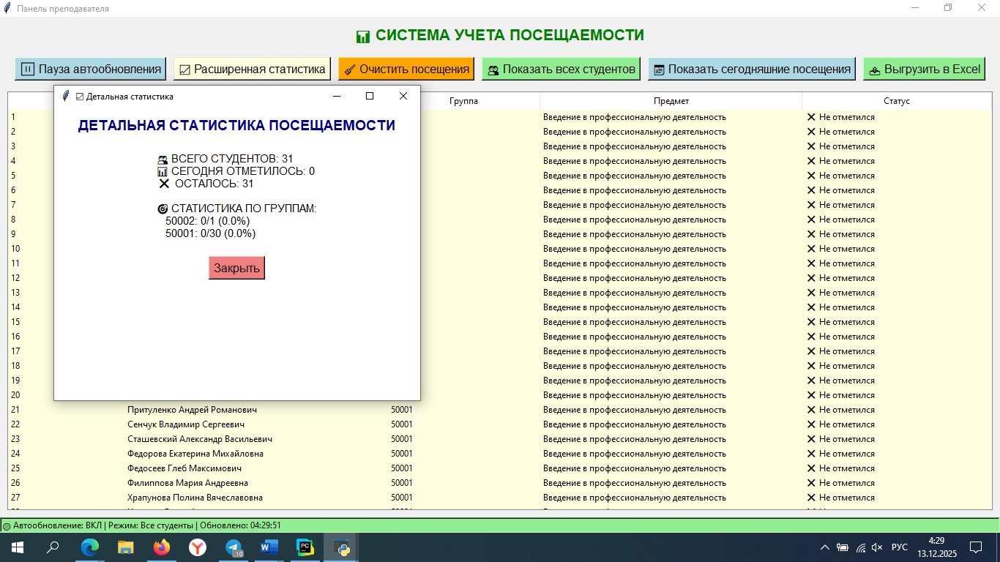 Панель преподавателя
СИСТЕМА УЧЕТА ПОСЕЩАЕМОСТИ
Пауза автообновления Расширенная статистика Очистить посещения Показать всех студентов Показать сегодняшние посещения Выгрузить в Excel
Группа Предмет Статус
Детальная статистика
ДЕТАЛЬНАЯ СТАТИСТИКА ПОСЕЩАЕМОСТИ
ВСЕГО СТУДЕНТОВ: 31
СЕГОДНЯ ОТМЕТИЛОСЬ: 0
ОСТАЛОСЬ: 31
СТАТИСТИКА ПО ГРУППАМ:
50002: 0/1 (0.0%)
50001: 0/30 (0.0%)
Закрыть
1 Введение в профессиональную деятельность Не отметился
2 Введение в профессиональную деятельность Не отметился
3 Введение в профессиональную деятельность Не отметился
4 Введение в профессиональную деятельность Не отметился
5 Введение в профессиональную деятельность Не отметился
6 Введение в профессиональную деятельность Не отметился
7 Введение в профессиональную деятельность Не отметился
8 Введение в профессиональную деятельность Не отметился
9 Введение в профессиональную деятельность Не отметился
10 Введение в профессиональную деятельность Не отметился
11 Введение в профессиональную деятельность Не отметился
12 Введение в профессиональную деятельность Не отметился
13 Введение в профессиональную деятельность Не отметился
14 Введение в профессиональную деятельность Не отметился
15 Введение в профессиональную деятельность Не отметился
16 Введение в профессиональную деятельность Не отметился
17 Введение в профессиональную деятельность Не отметился
18 Введение в профессиональную деятельность Не отметился
19 Введение в профессиональную деятельность Не отметился
20 Введение в профессиональную деятельность Не отметился
21 Притуленко Андрей Романович 50001 Введение в профессиональную деятельность Не отметился
22 Сенчук Владимир Сергеевич 50001 Введение в профессиональную деятельность Не отметился
23 Сташевский Александр Васильевич 50001 Введение в профессиональную деятельность Не отметился
24 Федорова Екатерина Михайловна 50001 Введение в профессиональную деятельность Не отметился
25 Федосеев Глеб Максимович 50001 Введение в профессиональную деятельность Не отметился
26 Филиппова Мария Андреевна 50001 Введение в профессиональную деятельность Не отметился
27 Храпунова Полина Вячеславовна 50001 Введение в профессиональную деятельность Не отметился
Автообновление: ВКЛ | Режим: Все студенты | Обновлено: 04:29:51
10
РУС
4:29
13.12.2025